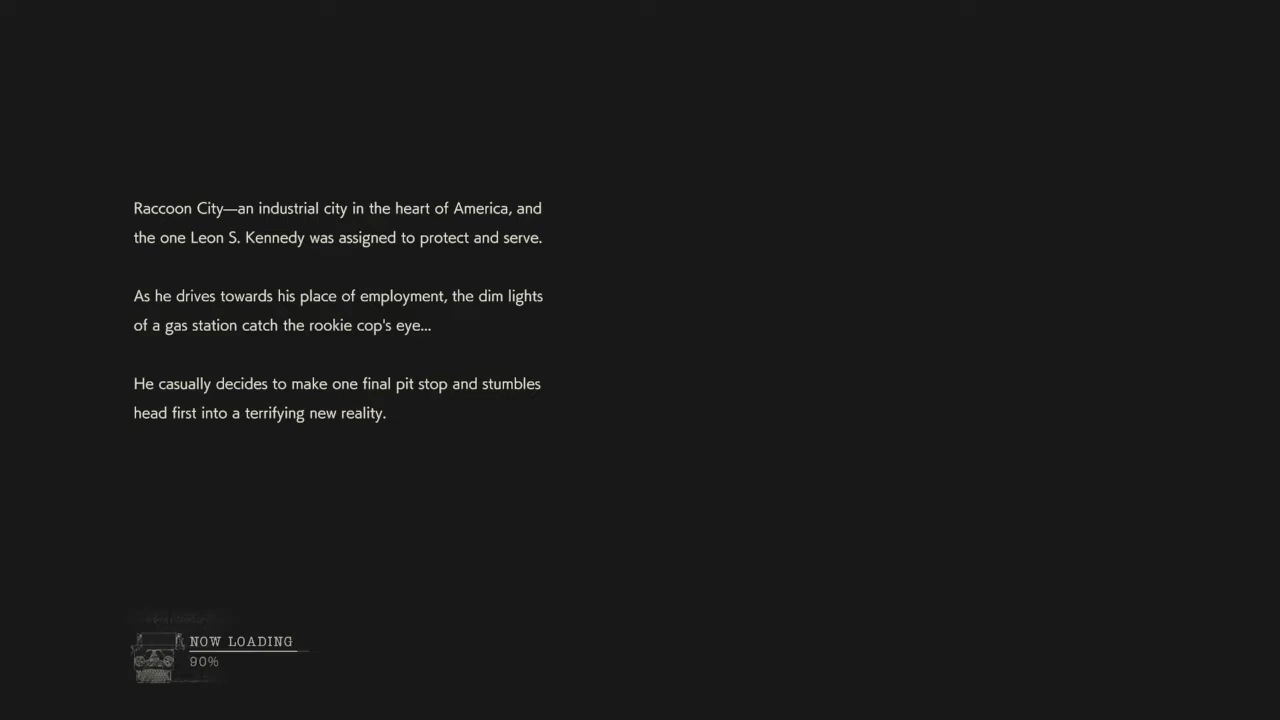 Raccoon City—an industrial city in the heart of America, and
the one Leon S. Kennedy was assigned to protect and serve.
As he drives towards his place of employment, the dim lights
of a gas station catch the rookie cop's eye...
He casually decides to make one final pit stop and stumbles
head first into a terrifying new reality.
NOW LOADING
90%